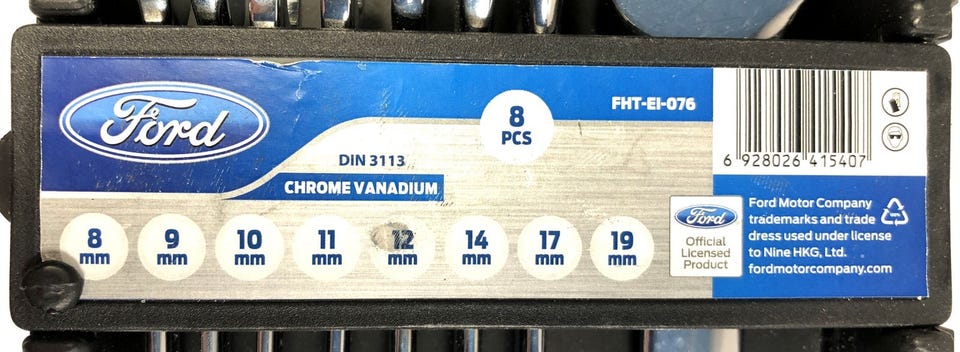 Ford
8
PCS
FHT-EI-076
DIN 3113
CHROME VANADIUM
8
mm
9
mm
10
mm
11
mm
12
mm
14
mm
17
mm
19
mm
6 928026 415407
Ford
Official
Licensed
Product
Ford Motor Company
trademarks and trade
dress used under license
to Nine HKG, Ltd.
fordmotorcompany.com